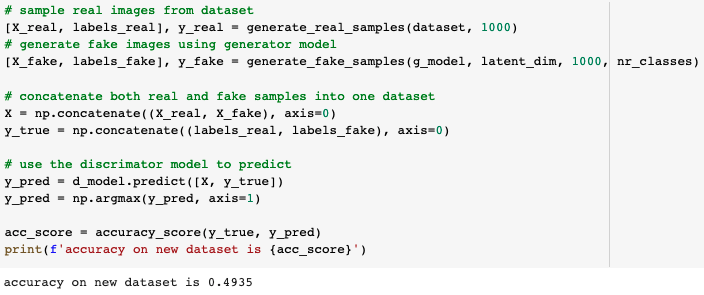 # sample real images from dataset
[X_real, labels_real], y_real = generate_real_samples(dataset, 1000)
# generate fake images using generator model
[X_fake, labels_fake], y_fake = generate_fake_samples(g_model, latent_dim, 1000, nr_classes)
# concatenate both real and fake samples into one dataset
X = np.concatenate((X_real, X_fake), axis=0)
y_true = np.concatenate((labels_real, labels_fake), axis=0)
# use the discrimator model to predict
y_pred = d_model.predict([X, y_true])
y_pred = np.argmax(y_pred, axis=1)
acc_score = accuracy_score(y_true, y_pred)
print(f'accuracy on new dataset is {acc_score}')
accuracy on new dataset is 0.4935